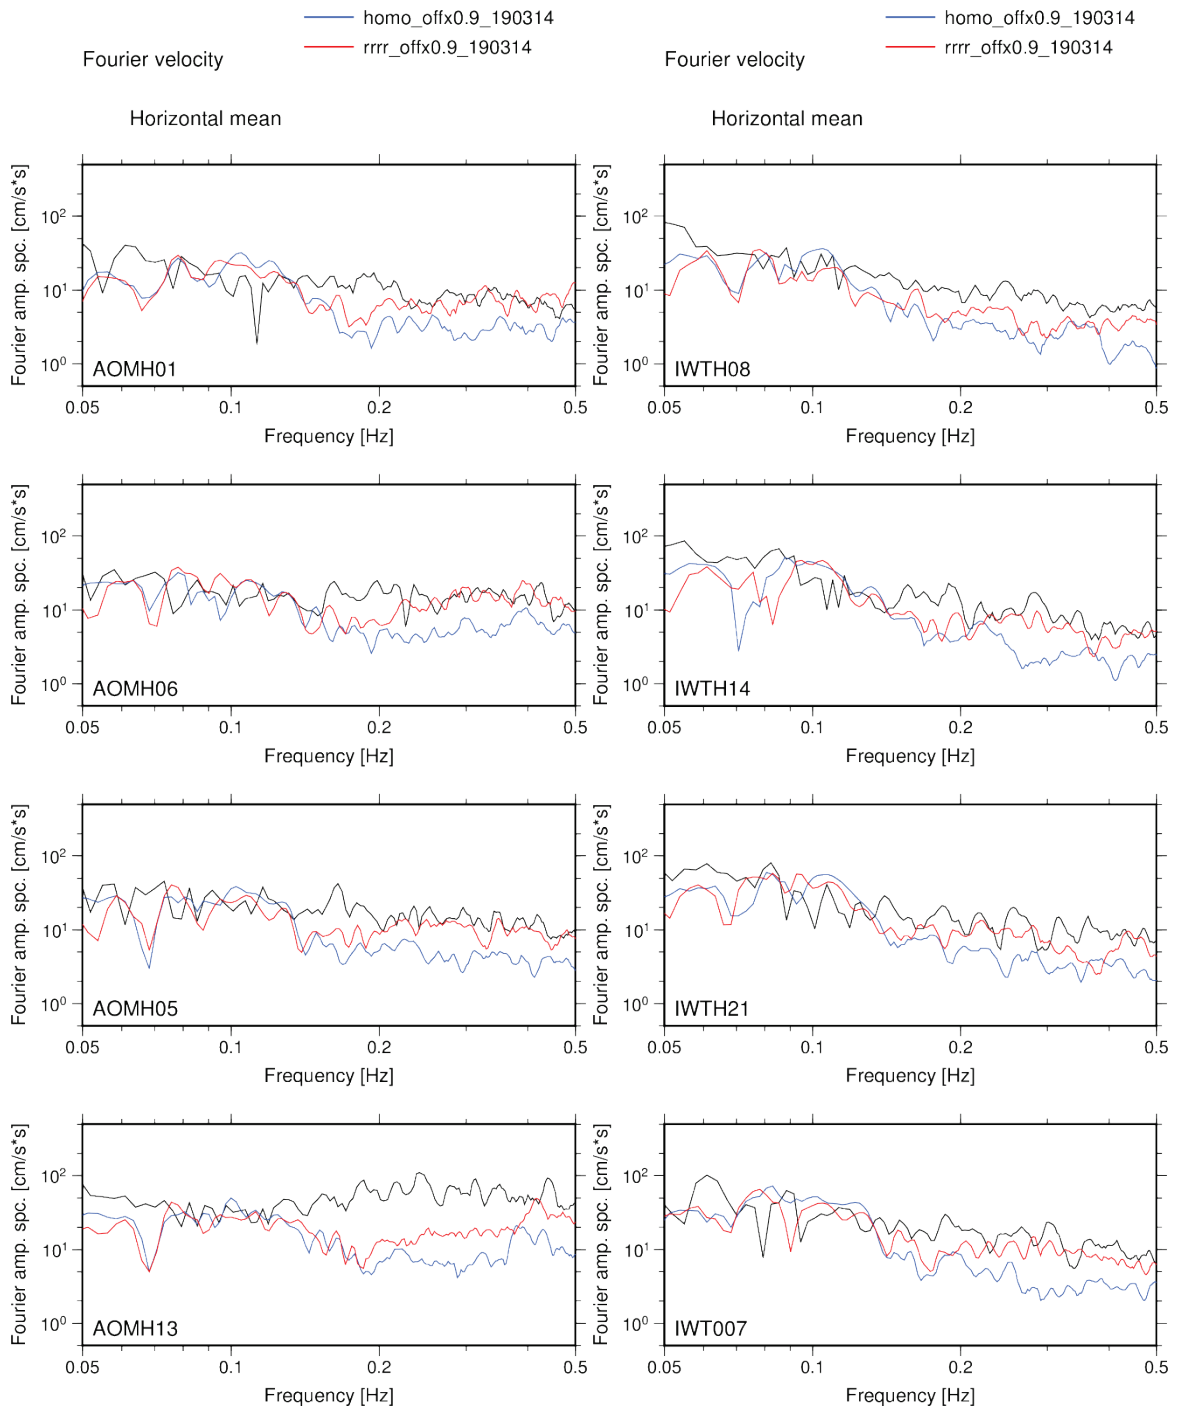 homo_offx0.9_190314
rrrr_offx0.9_190314
Fourier velocity
Horizontal mean
homo_offx0.9_190314
rrrr_offx0.9_190314
Fourier velocity
Horizontal mean
Fourier amp. spc. [cm/s*s]
10²
10¹
10⁰
AOMH01
0.05 0.1 0.2 0.5
Frequency [Hz]
Fourier amp. spc. [cm/s*s]
10²
10¹
10⁰
IWTH08
0.05 0.1 0.2 0.5
Frequency [Hz]
Fourier amp. spc. [cm/s*s]
10²
10¹
10⁰
AOMH06
0.05 0.1 0.2 0.5
Frequency [Hz]
Fourier amp. spc. [cm/s*s]
10²
10¹
10⁰
IWTH14
0.05 0.1 0.2 0.5
Frequency [Hz]
Fourier amp. spc. [cm/s*s]
10²
10¹
10⁰
AOMH05
0.05 0.1 0.2 0.5
Frequency [Hz]
Fourier amp. spc. [cm/s*s]
10²
10¹
10⁰
IWTH21
0.05 0.1 0.2 0.5
Frequency [Hz]
Fourier amp. spc. [cm/s*s]
10²
10¹
10⁰
AOMH13
0.05 0.1 0.2 0.5
Frequency [Hz]
Fourier amp. spc. [cm/s*s]
10²
10¹
10⁰
IWT007
0.05 0.1 0.2 0.5
Frequency [Hz]